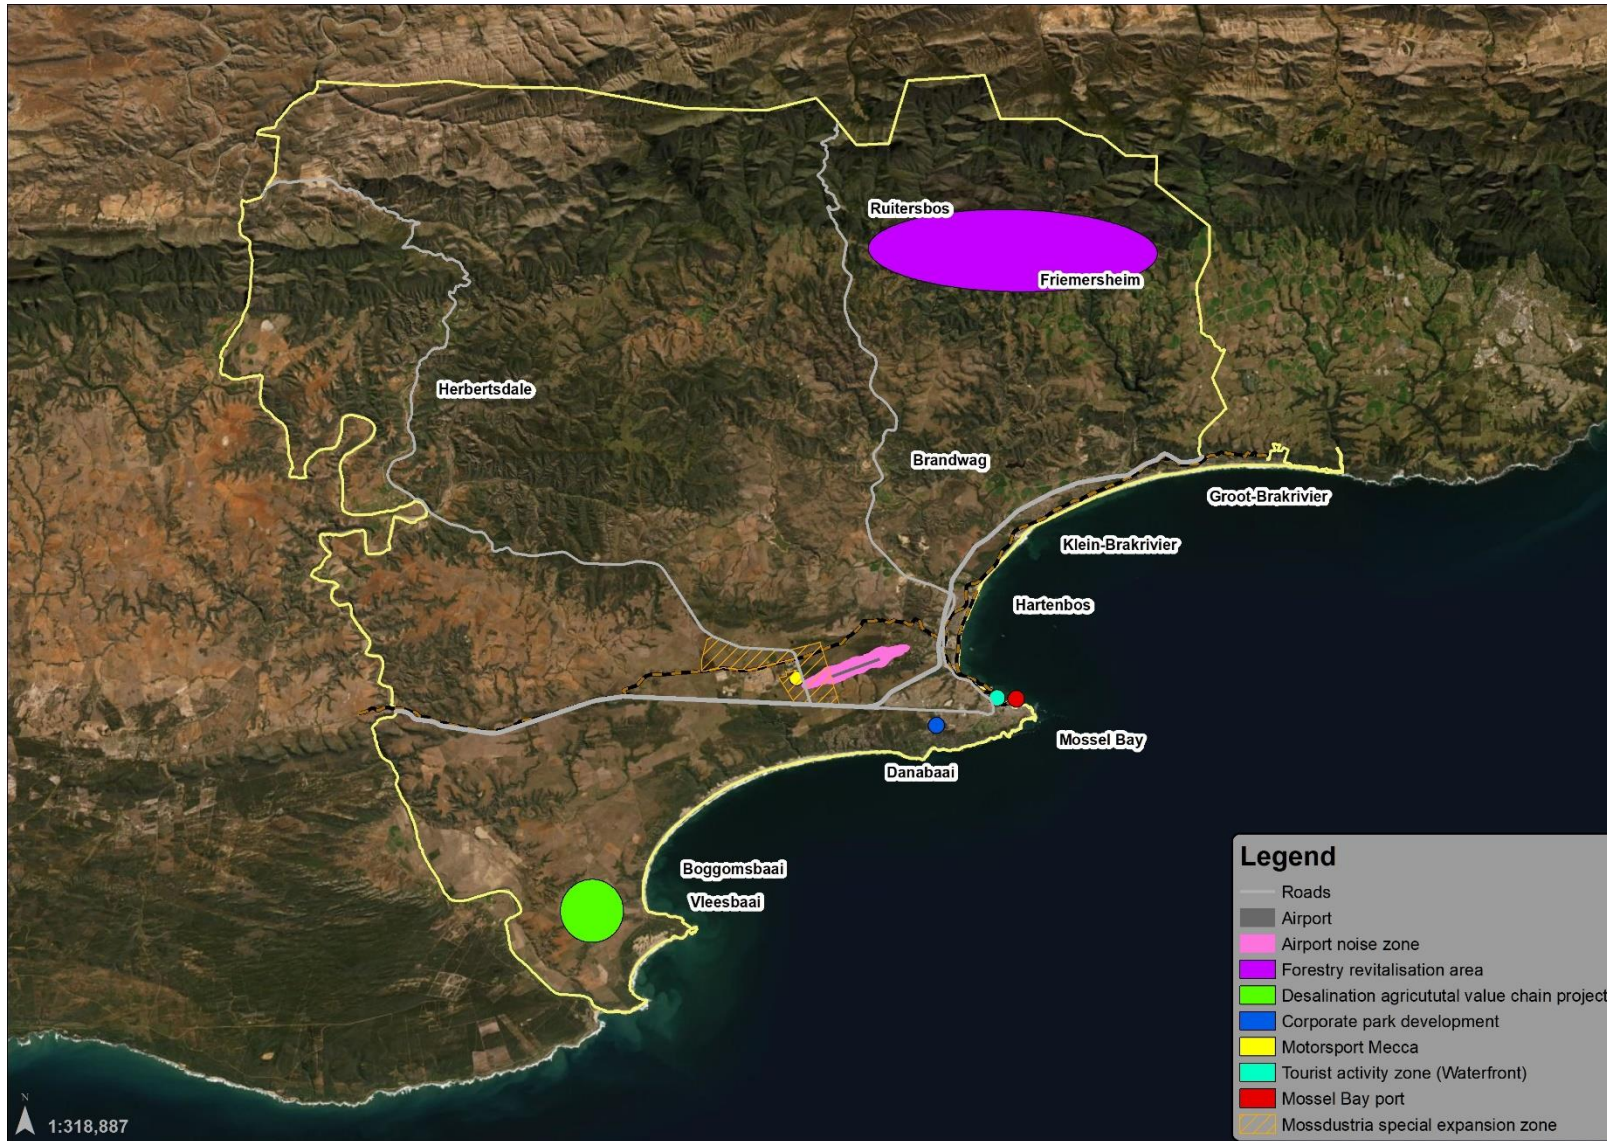 Ruitersbos
Friemersheim
Herbertsdale
Brandwag
Groot-Brakrivier
Klein-Brakrivier
Hartenbos
Mossel Bay
Danabaai
Boggomsbaai
Vleesbaai
Legend
Roads
Airport
Airport noise zone
Forestry revitalisation area
Desalination agricututal value chain project
Corporate park development
Motorsport Mecca
Tourist activity zone (Waterfront)
Mossel Bay port
Mossdustria special expansion zone
N
1:318,887